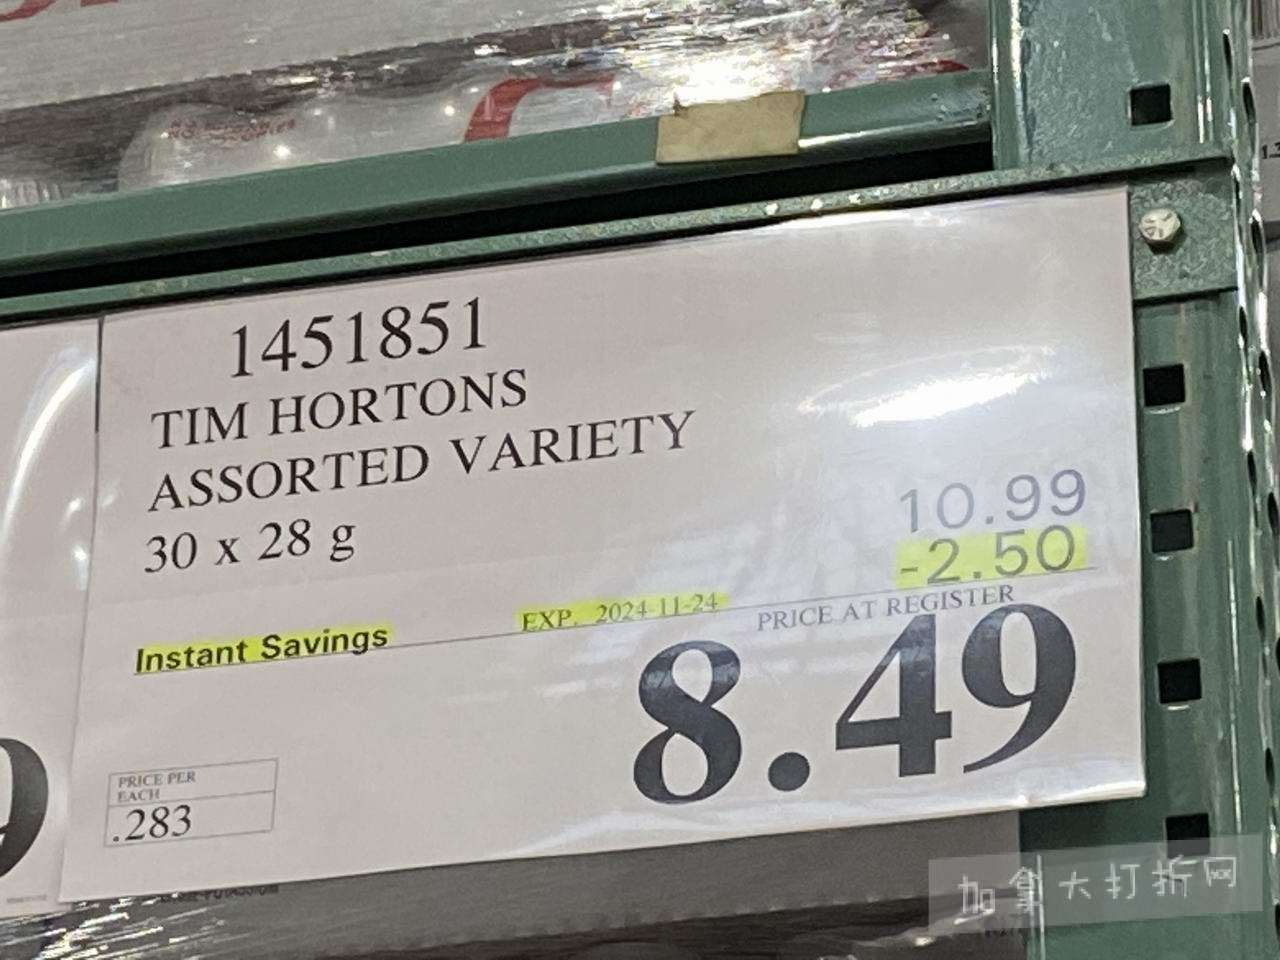 1451851
TIM HORTONS
ASSORTED VARIETY
30 x 28 g
10.99
-2.50
Instant Savings
EXP. 2024-11-24
PRICE AT REGISTER
8.49
PRICE PER
EACH
.283
9
加拿大打折网